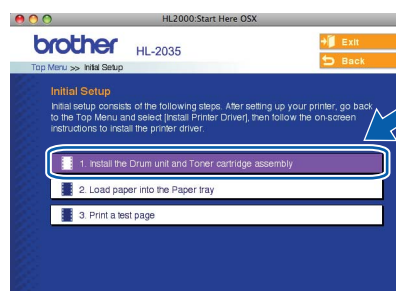 HL2000:Start Here OSX
brother HL-2035
Exit
Back
Top Menu >> Initial Setup
Initial Setup
Initial setup consists of the following steps. After setting up your printer, go back
to the Top Menu and select [Install Printer Driver], then follow the on-screen
instructions to install the printer driver.
1. Install the Drum unit and Toner cartridge assembly
2. Load paper into the Paper tray
3. Print a test page